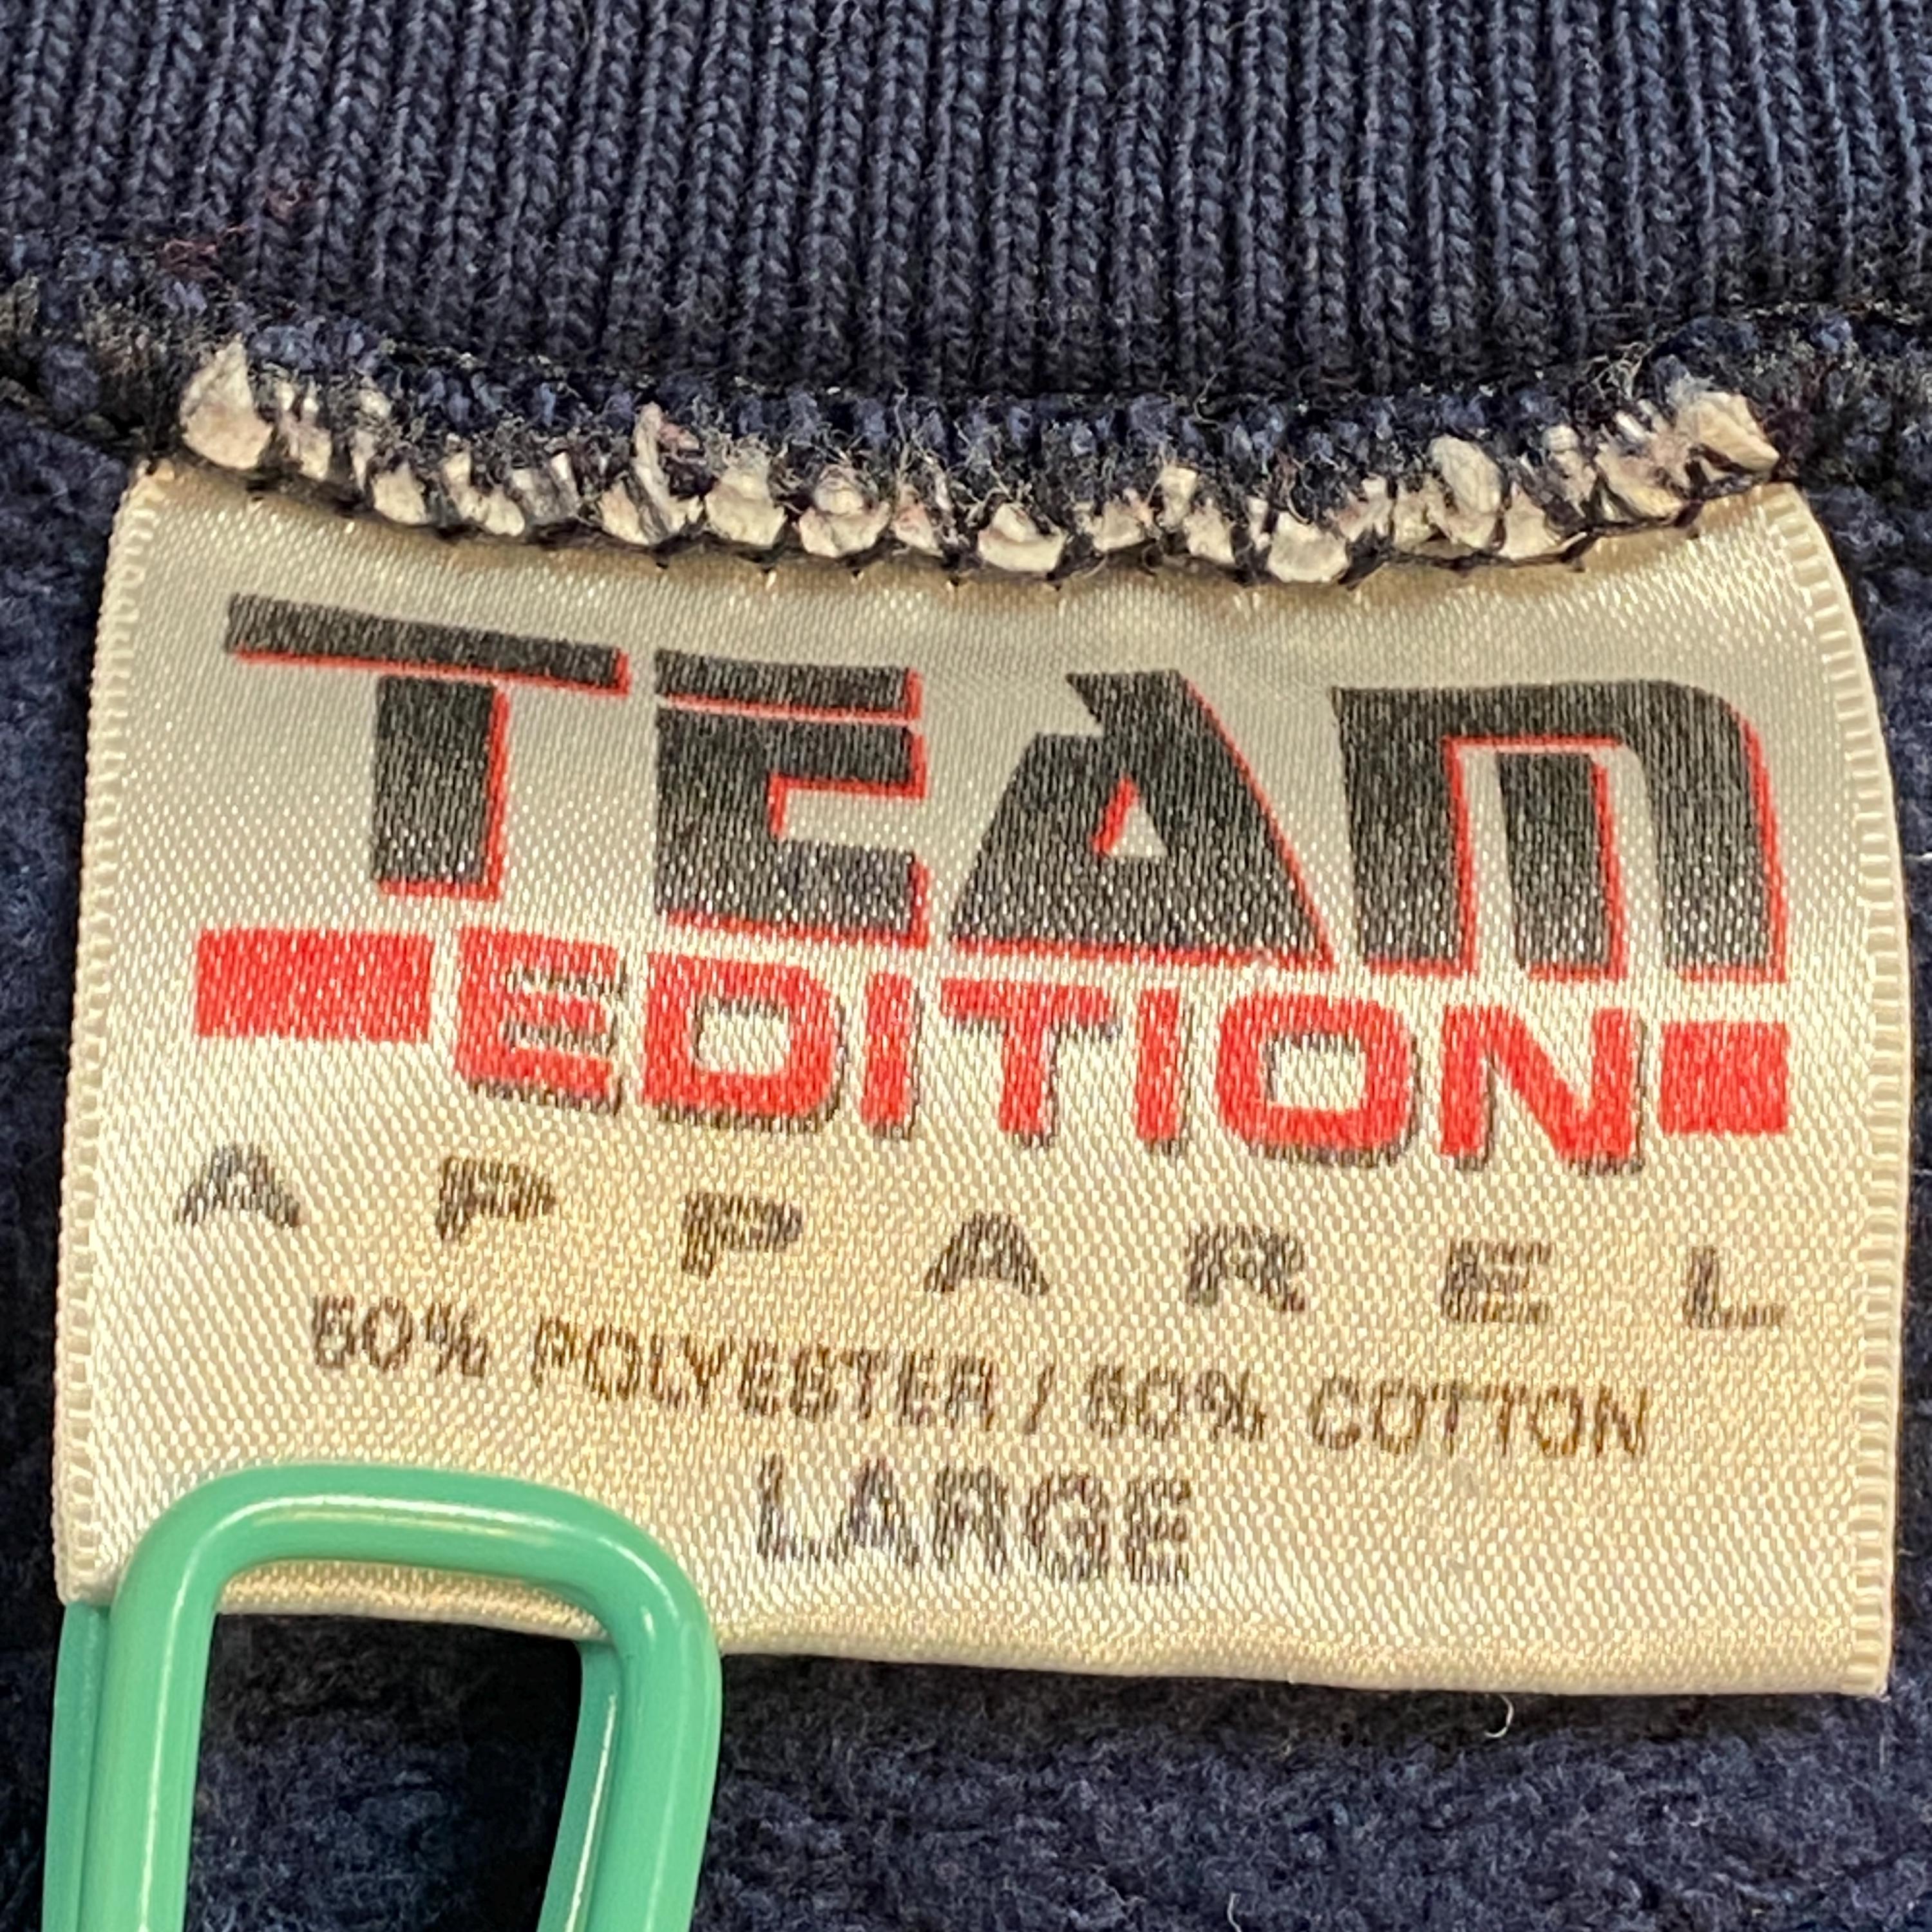 TEAM
EDITION
APPAREL
50% POLYESTER / 50% COTTON
LARGE